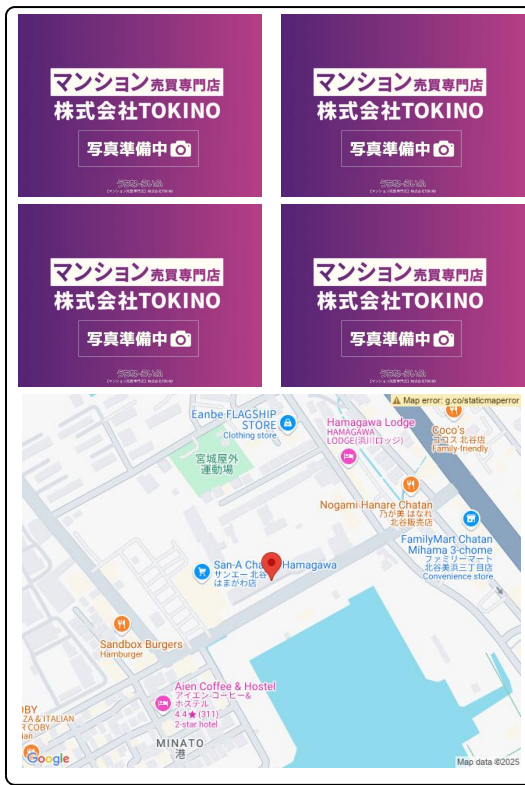 マンション売買専門店
株式会社TOKINO
写真準備中
マンション売買専門店
株式会社TOKINO
写真準備中
マンション売買専門店
株式会社TOKINO
写真準備中
マンション売買専門店
株式会社TOKINO
写真準備中
Map error: g.co/staticmaperror
Eanbe FLAGSHIP
STORE
Clothing store
Hamagawa Lodge
HAMAGAWA
LODGE(浜川ロッジ)
Coco's
ココス 北谷店
Family-friendly
宮城屋外
運動場
Nogami Hanare Chatan
乃が美 はなれ
北谷販売店
FamilyMart Chatan
Mihama 3-chome
ファミリーマート
北谷美浜三丁目店
Convenience store
San-A Cha Hamagawa
サンエー 北谷
はまがわ店
Sandbox Burgers
Hamburger
Aien Coffee & Hostel
アイエン コーヒー&
ホステル
4.4★(311)
2-star hotel
OBY
ZA & ITALIAN
R COBY
ian
MINATO
港
Google
Map data ©2025